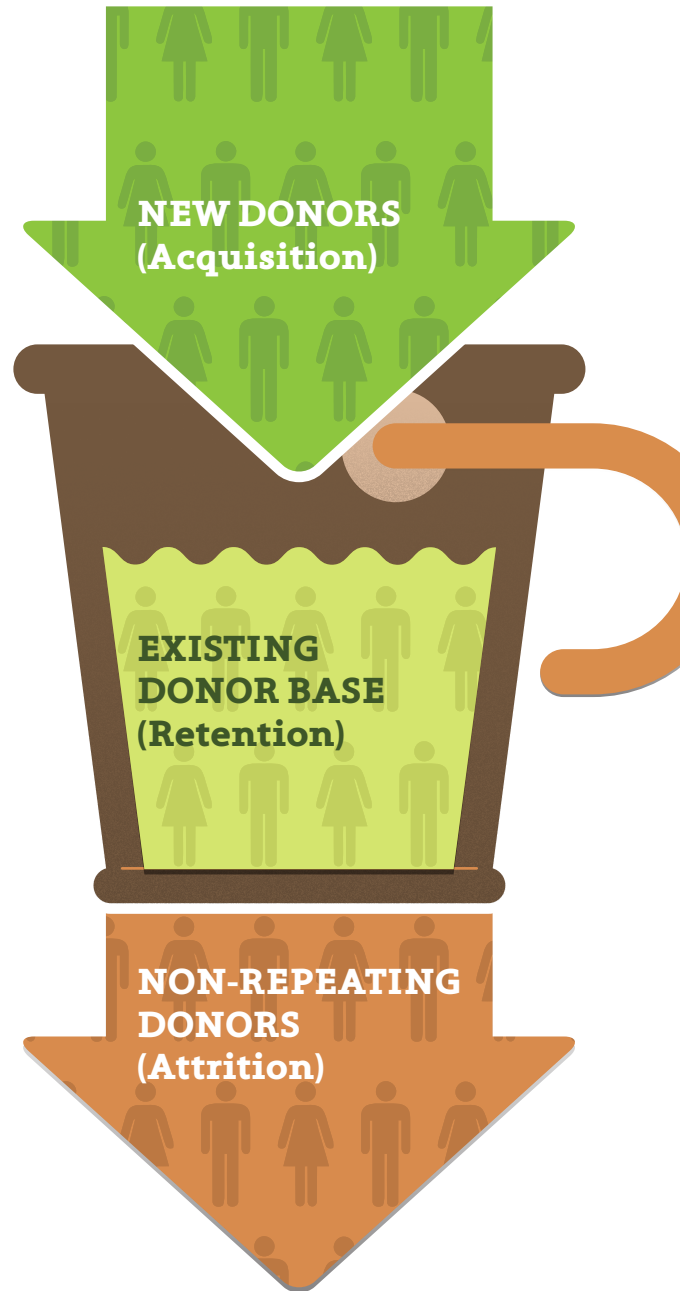 NEW DONORS
(Acquisition)
EXISTING
DONOR BASE
(Retention)
NON-REPEATING
DONORS
(Attrition)